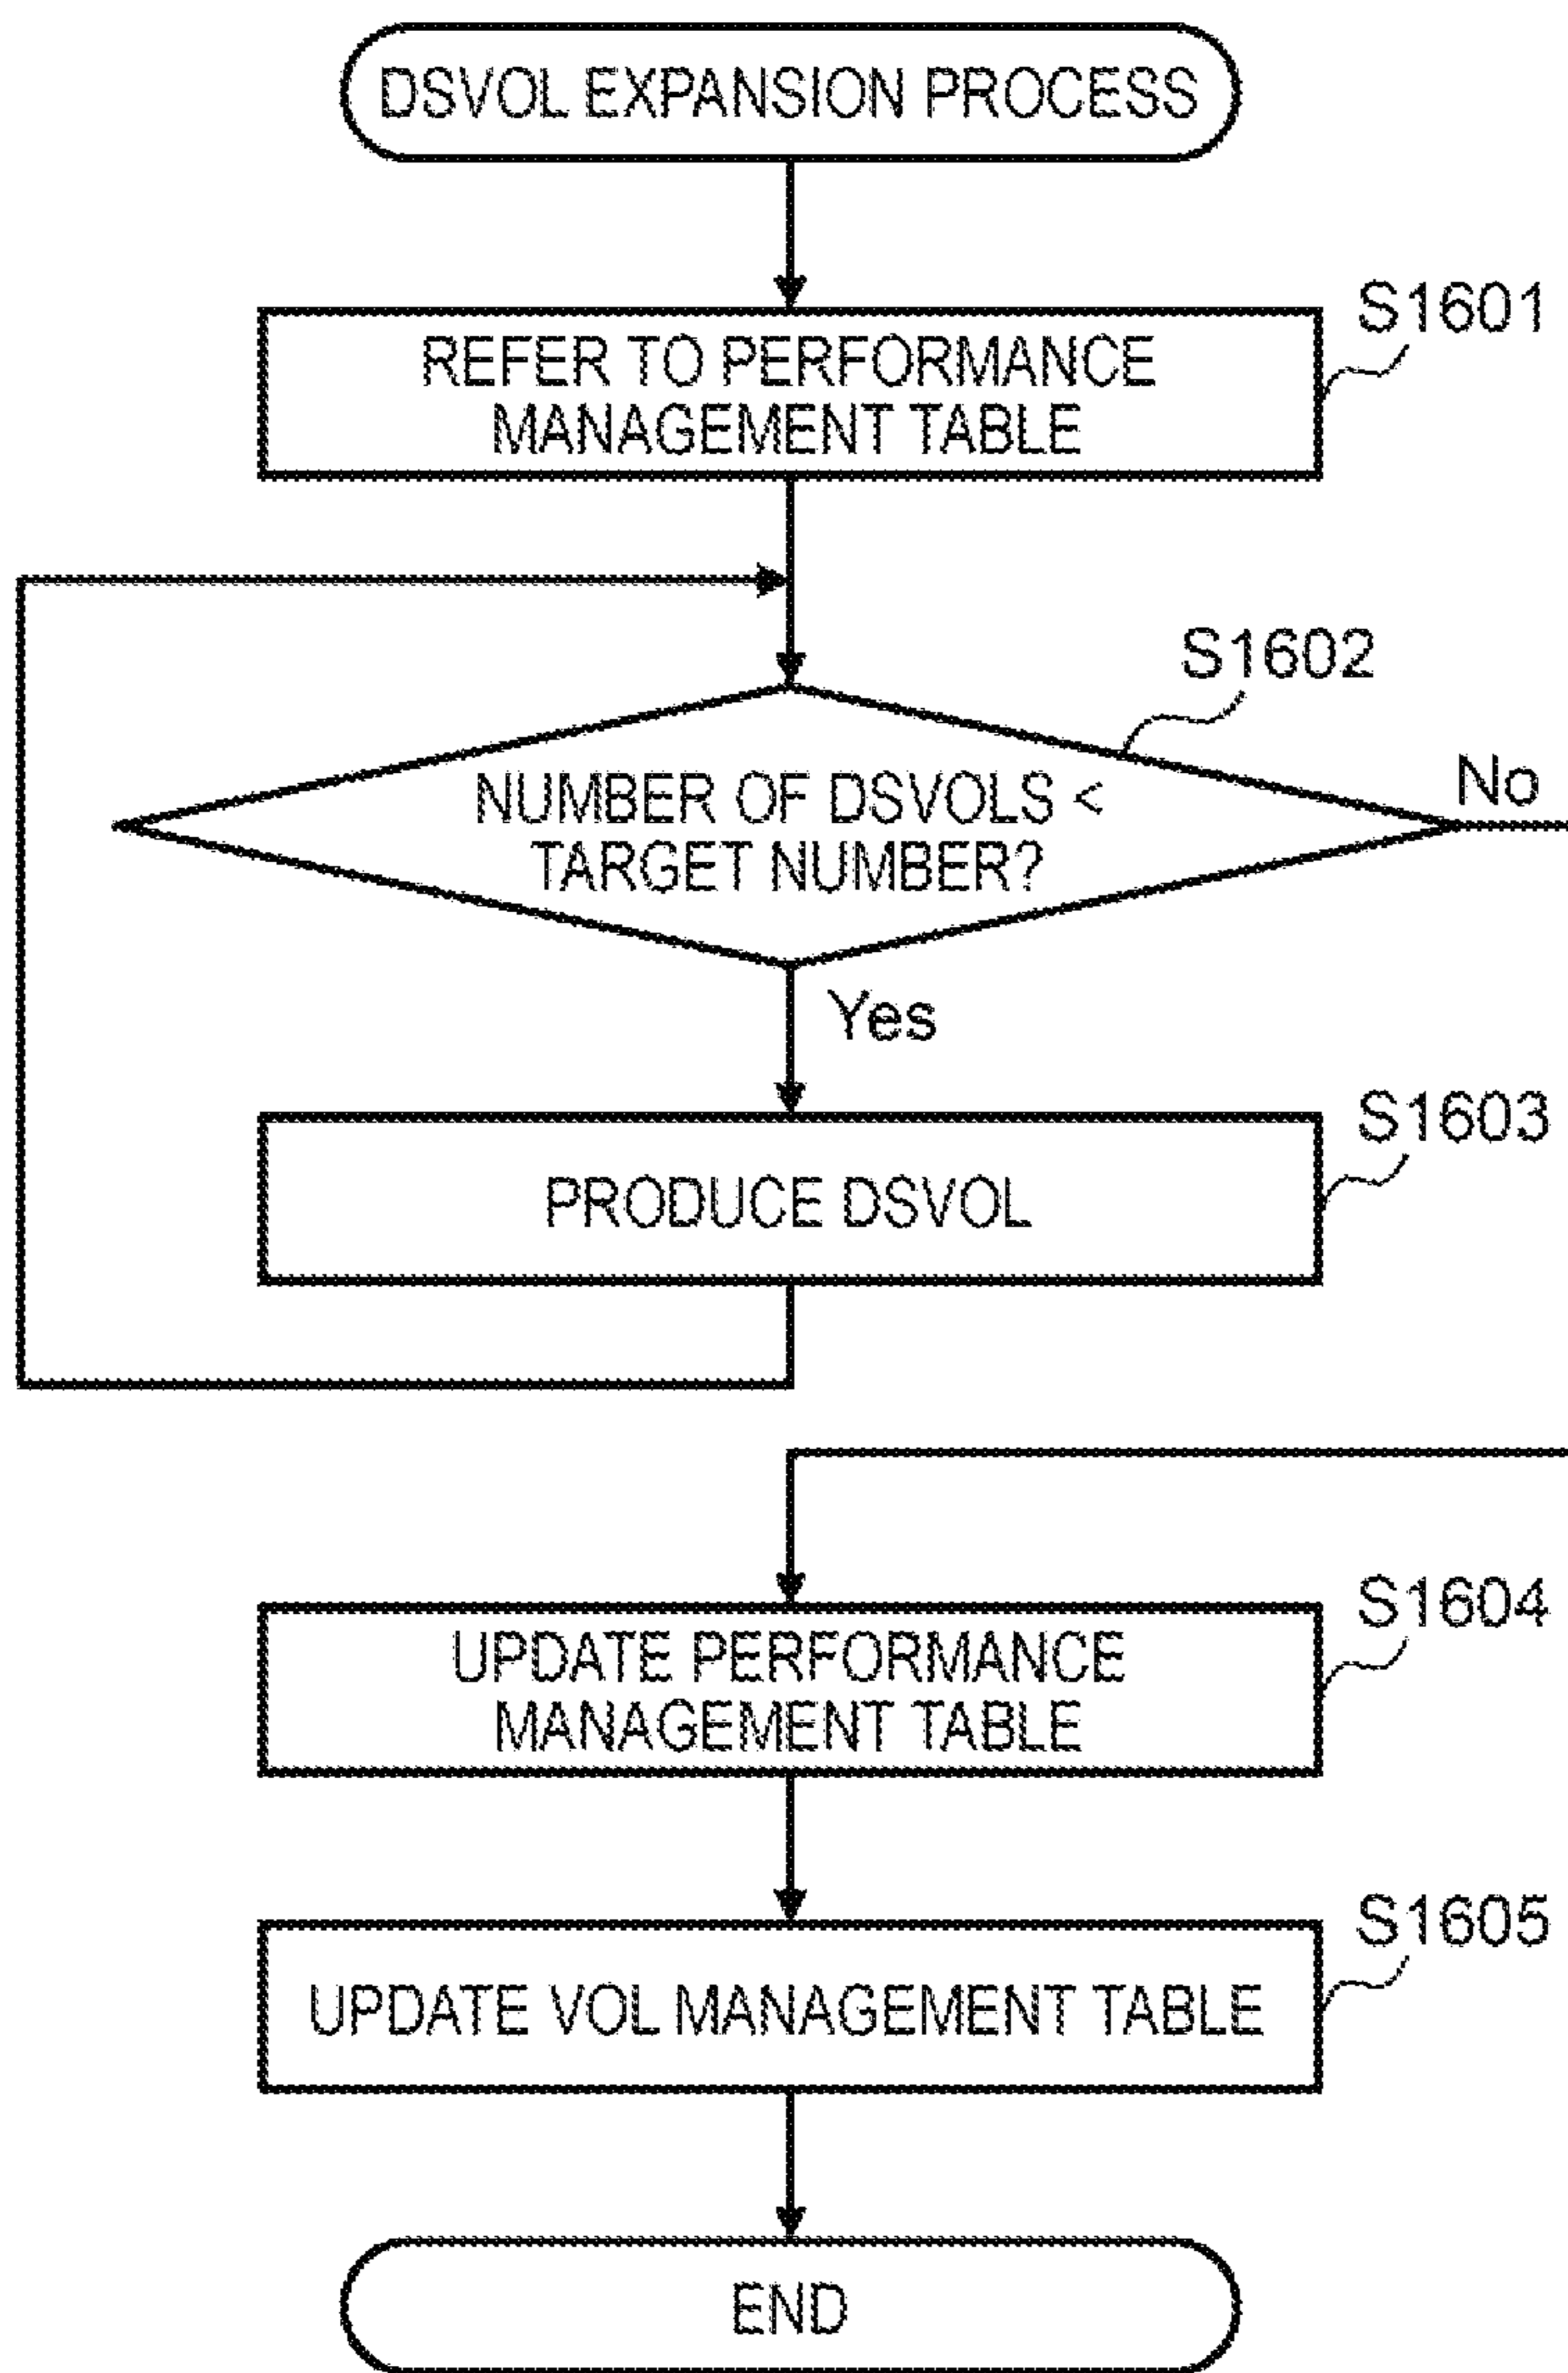 DSVOL EXPANSION PROCESS
S1601
REFER TO PERFORMANCE
MANAGEMENT TABLE
S1602
No
NUMBER OF DSVOLS <
TARGET NUMBER?
Yes
S1603
PRODUCE DSVOL
S1604
UPDATE PERFORMANCE
MANAGEMENT TABLE
S1605
UPDATE VOL MANAGEMENT TABLE
END